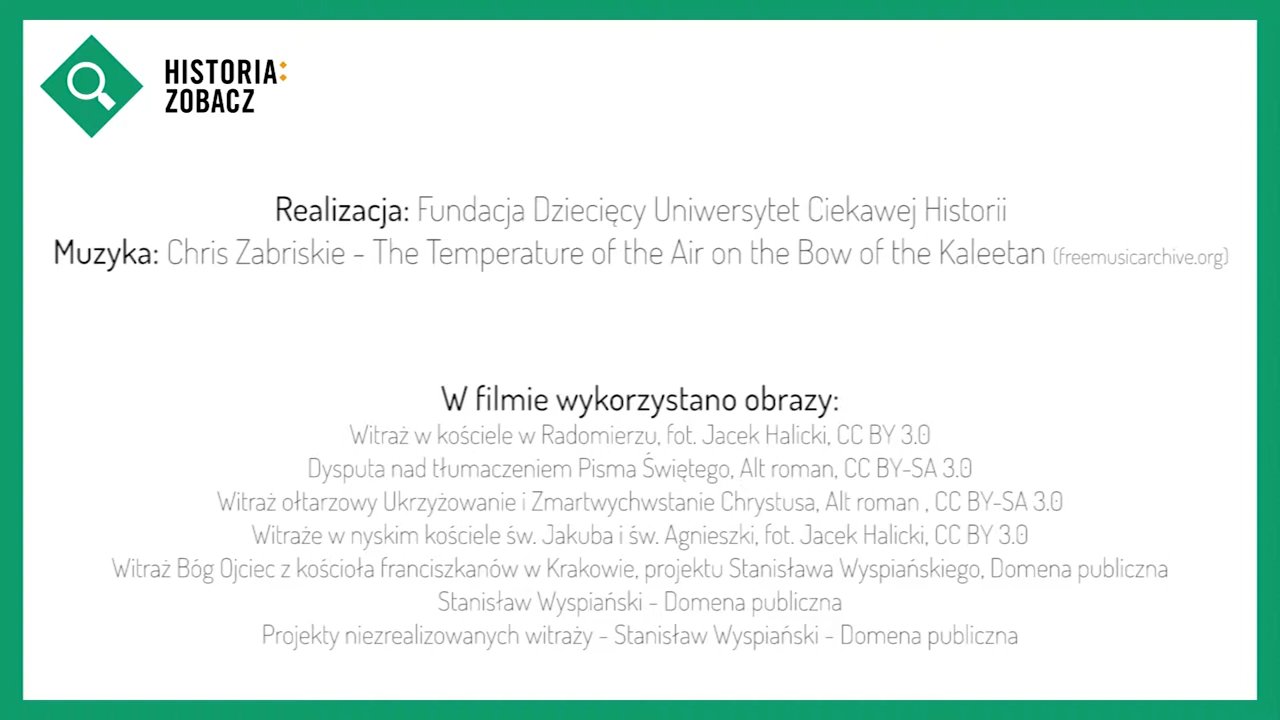 HISTORIA:
ZOBACZ
Realizacja: Fundacja Dziecięcy Uniwersytet Ciekawej Historii
Muzyka: Chris Zabriskie - The Temperature of the Air on the Bow of the Kaleetan (freemusicarchive.org)
W filmie wykorzystano obrazy:
Witraż w kościele w Radomierzu, fot. Jacek Halicki, CC BY 3.0
Dysputa nad tłumaczeniem Pisma Świętego, Alt roman, CC BY-SA 3.0
Witraż ołtarzowy Ukrzyżowanie i Zmartwychwstanie Chrystusa, Alt roman , CC BY-SA 3.0
Witraże w nyskim kościele św. Jakuba i św. Agnieszki, fot. Jacek Halicki, CC BY 3.0
Witraż Bóg Ojciec z kościoła franciszkanów w Krakowie, projektu Stanisława Wyspiańskiego, Domena publiczna
Stanisław Wyspiański - Domena publiczna
Projekty niezrealizowanych witraży - Stanisław Wyspiański - Domena publiczna